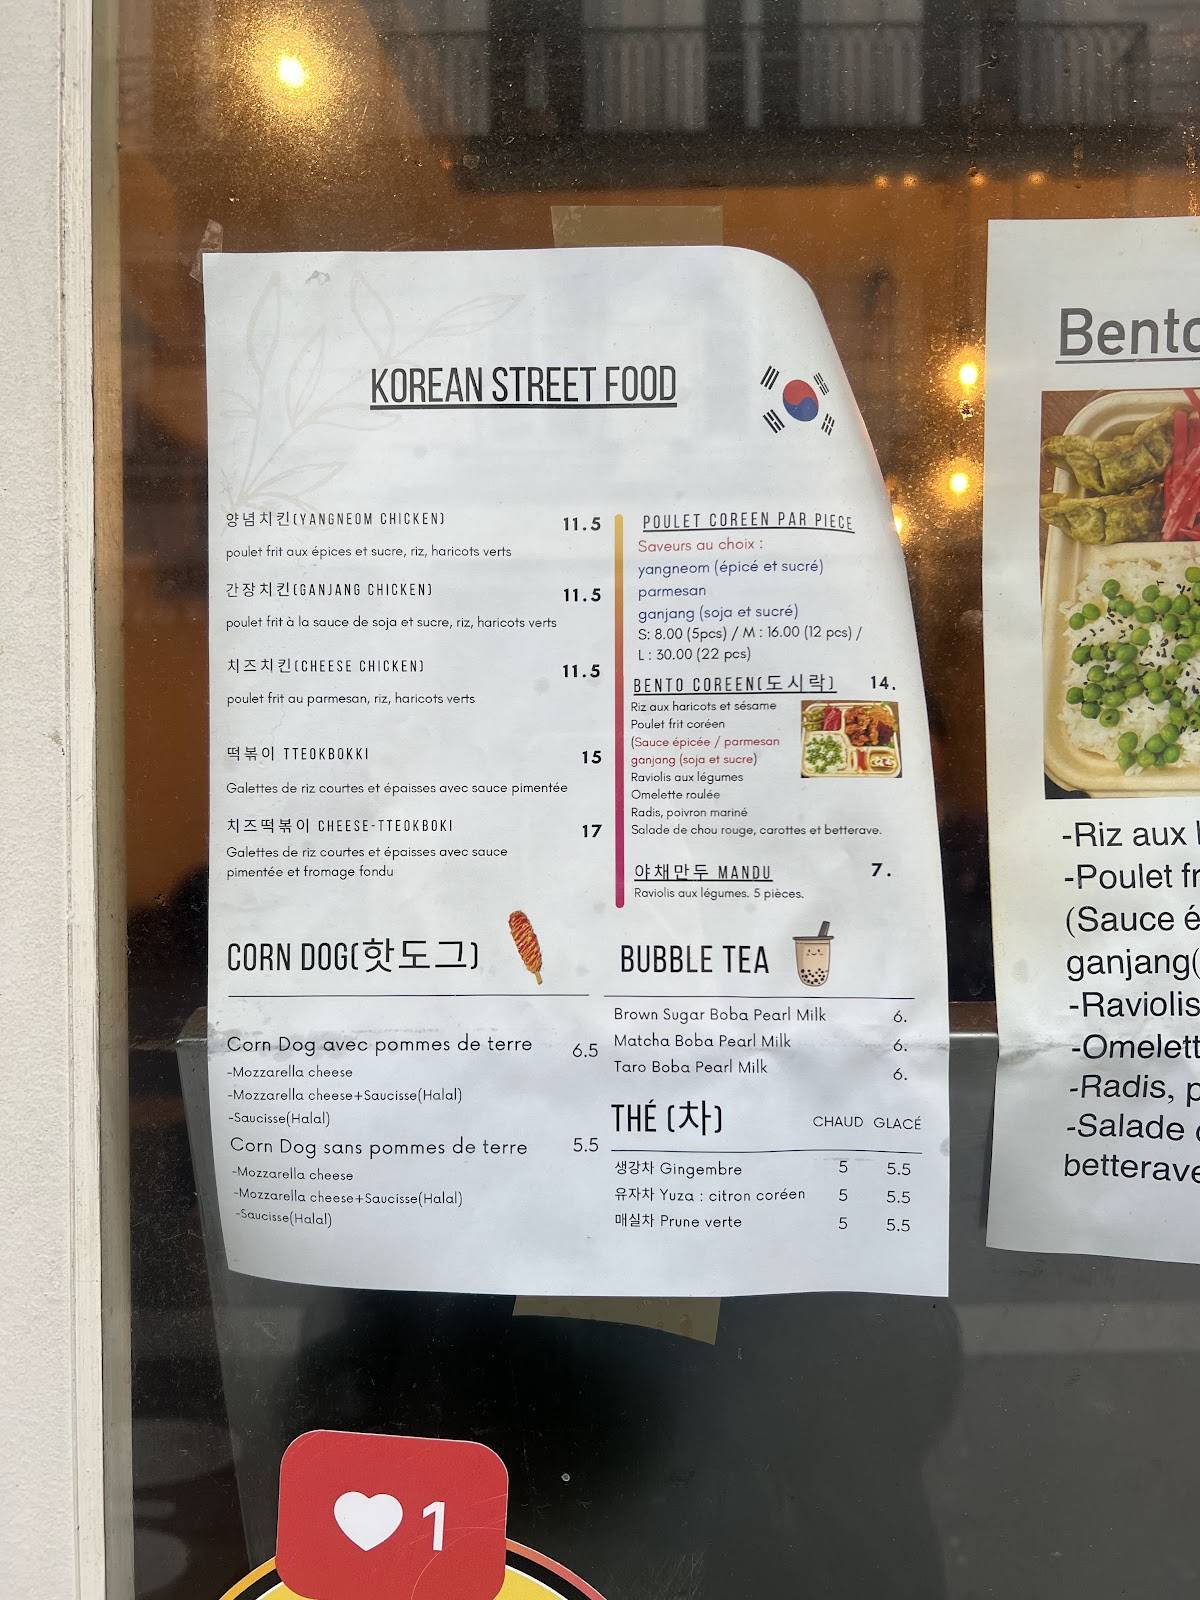 KOREAN STREET FOOD
양념치킨(YANGNEOM CHICKEN) 11.5
poulet frit aux épices et sucre, riz, haricots verts
간장치킨(GANJANG CHICKEN) 11.5
poulet frit à la sauce de soja et sucre, riz, haricots verts
치즈치킨(CHEESE CHICKEN) 11.5
poulet frit au parmesan, riz, haricots verts
떡볶이 TTEOKBOKKI 15
Galettes de riz courtes et épaisses avec sauce pimentée
치즈떡볶이 CHEESE-TTEOKBOKI 17
Galettes de riz courtes et épaisses avec sauce
pimentée et fromage fondu
POULET COREEN PAR PIECE
Saveurs au choix :
yangneom (épicé et sucré)
parmesan
ganjang (soja et sucré)
S: 8.00 (5pcs) / M : 16.00 (12 pcs) /
L : 30.00 (22 pcs)
BENTO COREEN(도시락) 14.
Riz aux haricots et sésame
Poulet frit coréen
(Sauce épicée / parmesan
ganjang (soja et sucre)
Raviolis aux légumes
Omelette roulée
Radis, poivron mariné
Salade de chou rouge, carottes et betterave.
야채만두 MANDU 7.
Raviolis aux légumes. 5 pièces.
CORN DOG(핫도그)
Corn Dog avec pommes de terre 6.5
-Mozzarella cheese
-Mozzarella cheese+Saucisse(Halal)
-Saucisse(Halal)
Corn Dog sans pommes de terre 5.5
-Mozzarella cheese
-Mozzarella cheese+Saucisse(Halal)
-Saucisse(Halal)
BUBBLE TEA
Brown Sugar Boba Pearl Milk 6.
Matcha Boba Pearl Milk 6.
Taro Boba Pearl Milk 6.
THÉ (차) CHAUD GLACÉ
생강차 Gingembre 5 5.5
유자차 Yuza : citron coréen 5 5.5
매실차 Prune verte 5 5.5
Bento
-Riz aux
-Poulet fr
(Sauce é
ganjang(
-Raviolis
-Omelett
-Radis, p
-Salade
betterave
1